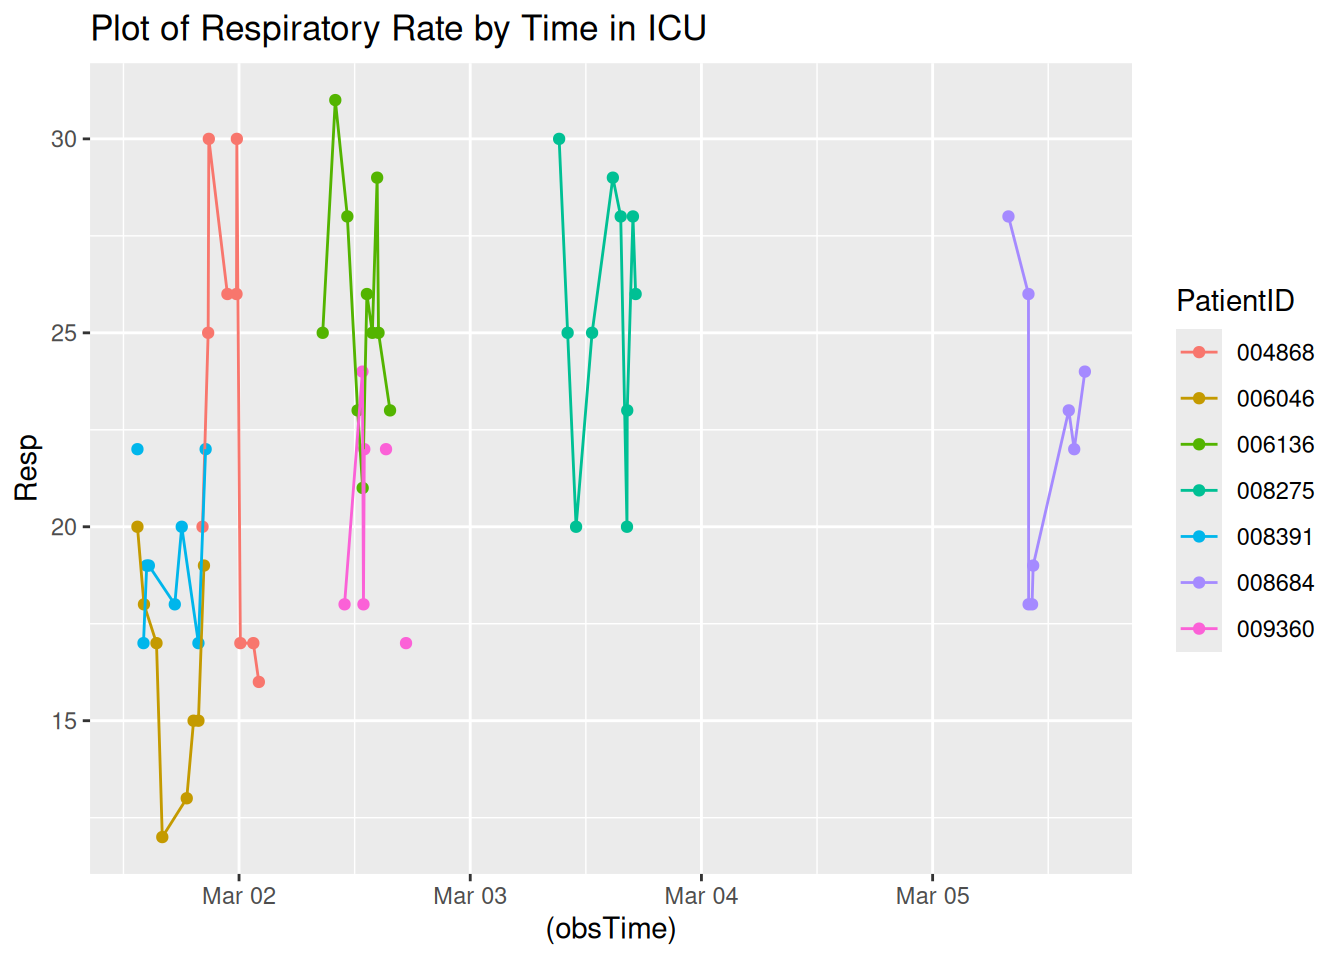 Plot of Respiratory Rate by Time in ICU
30
25
20
15
Resp
Mar 02
Mar 03
Mar 04
Mar 05
(obsTime)
PatientID
004868
006046
006136
008275
008391
008684
009360